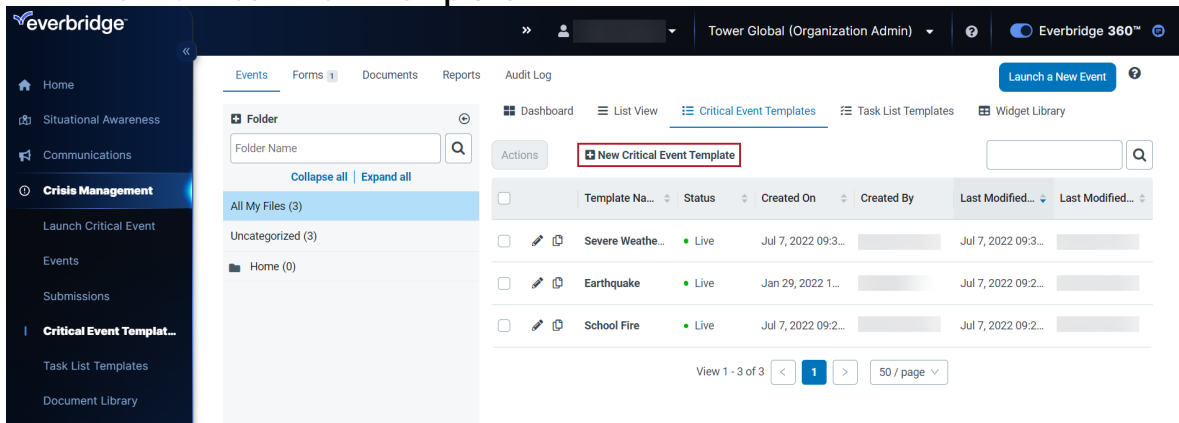 everbridge™
»
Tower Global (Organization Admin)
Everbridge 360™
«
Home
Situational Awareness
Communications
Crisis Management
Launch Critical Event
Events
Submissions
Critical Event Templat...
Task List Templates
Document Library
Events Forms 1 Documents Reports Audit Log
Launch a New Event
Folder
Folder Name
Collapse all | Expand all
All My Files (3)
Uncategorized (3)
Home (0)
Dashboard List View Critical Event Templates Task List Templates Widget Library
Actions
New Critical Event Template
Template Na... Status Created On Created By Last Modified... Last Modified...
Severe Weathe... Live Jul 7, 2022 09:3... Jul 7, 2022 09:3...
Earthquake Live Jan 29, 2022 1... Jul 7, 2022 09:2...
School Fire Live Jul 7, 2022 09:2... Jul 7, 2022 09:2...
View 1 - 3 of 3 < 1 > 50 / page